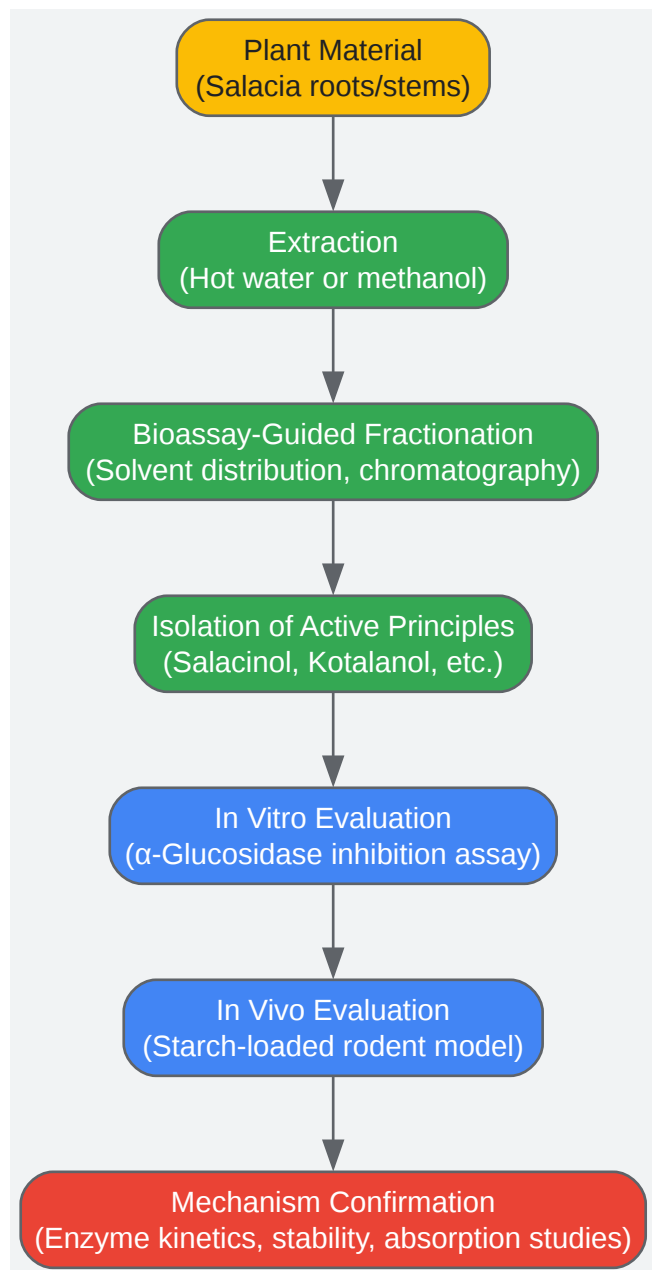 Plant Material
(Salacia roots/stems)
Extraction
(Hot water or methanol)
Bioassay-Guided Fractionation
(Solvent distribution, chromatography)
Isolation of Active Principles
(Salacinol, Kotalanol, etc.)
In Vitro Evaluation
(α-Glucosidase inhibition assay)
In Vivo Evaluation
(Starch-loaded rodent model)
Mechanism Confirmation
(Enzyme kinetics, stability, absorption studies)